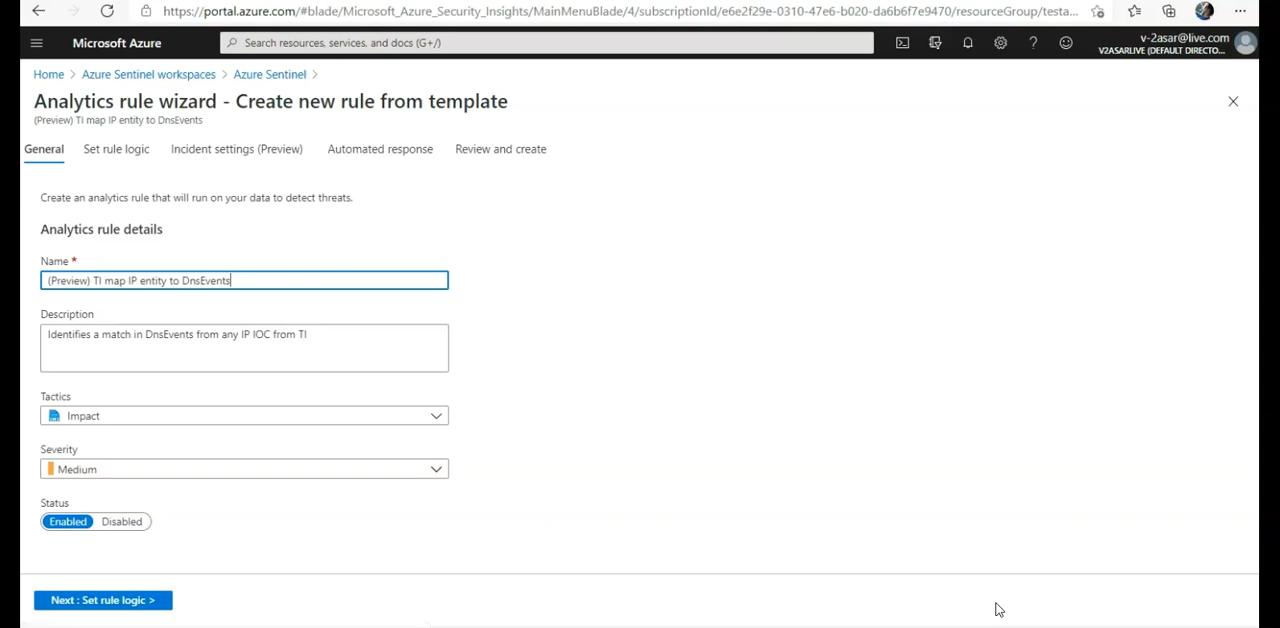 https://portal.azure.com/#blade/Microsoft_Azure_Security_Insights/MainMenuBlade/4/subscriptionId/e6e2f29e-0310-47e6-b020-da6b6f7e9470/resourceGroup/testa...
Microsoft Azure
Search resources, services, and docs (G+/)
v-2asar@live.com
V2ASARLIVE (DEFAULT DIRECTO...
Home > Azure Sentinel workspaces > Azure Sentinel >
Analytics rule wizard - Create new rule from template
(Preview) TI map IP entity to DnsEvents
General Set rule logic Incident settings (Preview) Automated response Review and create
Create an analytics rule that will run on your data to detect threats.
Analytics rule details
Name *
(Preview) TI map IP entity to DnsEvents
Description
Identifies a match in DnsEvents from any IP IOC from TI
Tactics
Impact
Severity
Medium
Status
Enabled Disabled
Next : Set rule logic >